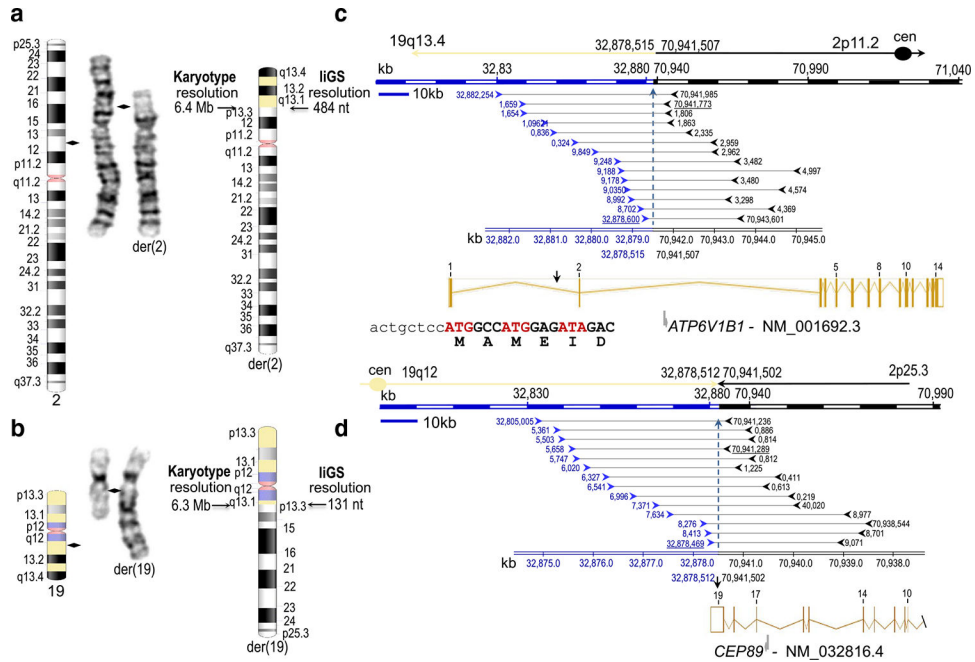 a
p25.3
24
23
22
21
16
15
13
12
p11.2
q11.2
13
14.2
21.2
22
23
24.2
31
32.2
33
34
35
36
q37.3
2
der(2)
Karyotype
resolution
6.4 Mb
q13.4
13.2
q13.1
p13.3
12
p11.2
q11.2
13
14.2
21.2
22
23
24.2
31
32.2
33
34
35
36
q37.3
der(2)
liGS
resolution
484 nt
b
p13.3
13.1
p12
q12
13.2
q13.4
19
der(19)
Karyotype
resolution
6.3 Mb
p13.3
13.1
p12
q12
q13.1
p13.3
15
16
21
22
23
24
p25.3
der(19)
liGS
resolution
131 nt
c
19q13.4 32,878,515 70,941,507 2p11.2 cen
kb 32,83 32,880 70,940 70,990 71,040
10kb
32,882,254 70,941,985
1,659 70,941,773
1,654 1,806
1,863
0,836 2,335
0,324 2,959
9,849 2,962
9,248 3,482
9,188 4,997
9,178 3,480
9,0350 4,574
8,992 3,298
8,702 4,369
32,878,600 70,943,601
kb 32,882.0 32,881.0 32,880.0 32,879.0 70,942.0 70,943.0 70,944.0 70,945.0
32,878,515 70,941,507
1 2 5 8 10 14
actgctccATGGCCATGGAGATAGAC
M A M E I D
ATP6V1B1 - NM_001692.3
d
cen 19q12 32,878,512 70,941,502 2p25.3
kb 32,830 32,880 70,940 70,990
10kb
32,805,005 70,941,236
5,361 0,886
5,503 0,814
5,658 70,941,289
5,747 0,812
6,020 1,225
6,327 0,411
6,541 0,613
6,996 0,219
7,371 40,020
7,634 8,977
8,276 70,938,544
8,413 8,701
32,878,469 9,071
kb 32,875.0 32,876.0 32,877.0 32,878.0 70,941.0 70,940.0 70,939.0 70,938.0
32,878,512 70,941,502
19 17 14 10
CEP89 - NM_032816.4